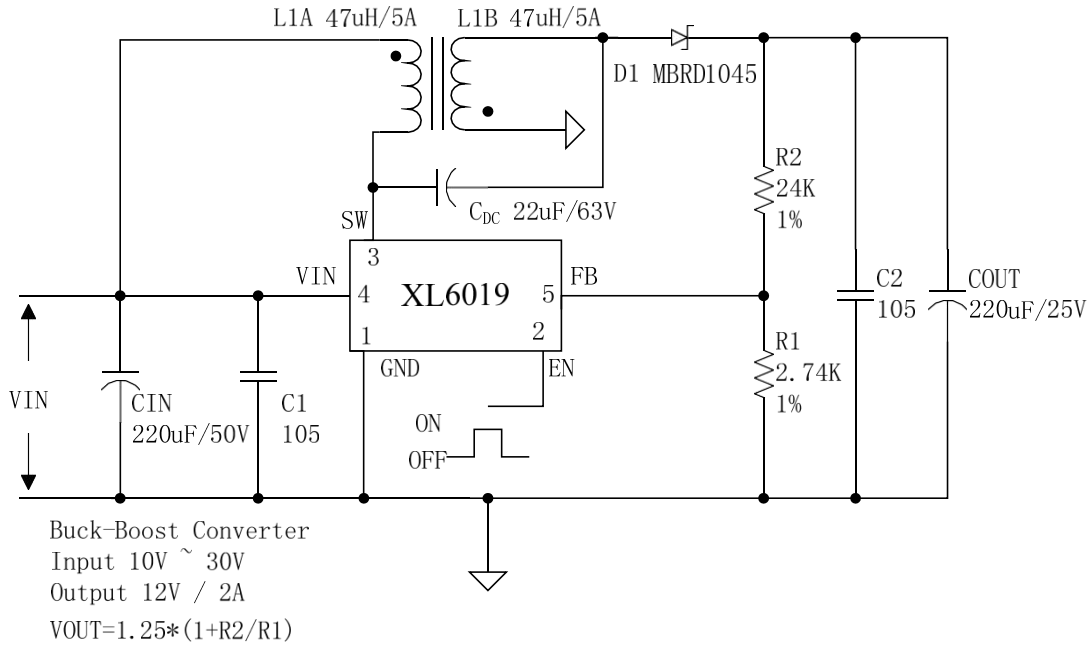 L1A 47uH/5A
L1B 47uH/5A
D1 MBRD1045
R2
24K
1%
CDC 22uF/63V
SW
3
VIN
4
XL6019
5
FB
C2
105
COUT
220uF/25V
1
2
GND
EN
R1
2.74K
1%
VIN
CIN
220uF/50V
C1
105
ON
OFF
Buck-Boost Converter
Input 10V ~ 30V
Output 12V / 2A
VOUT=1.25*(1+R2/R1)